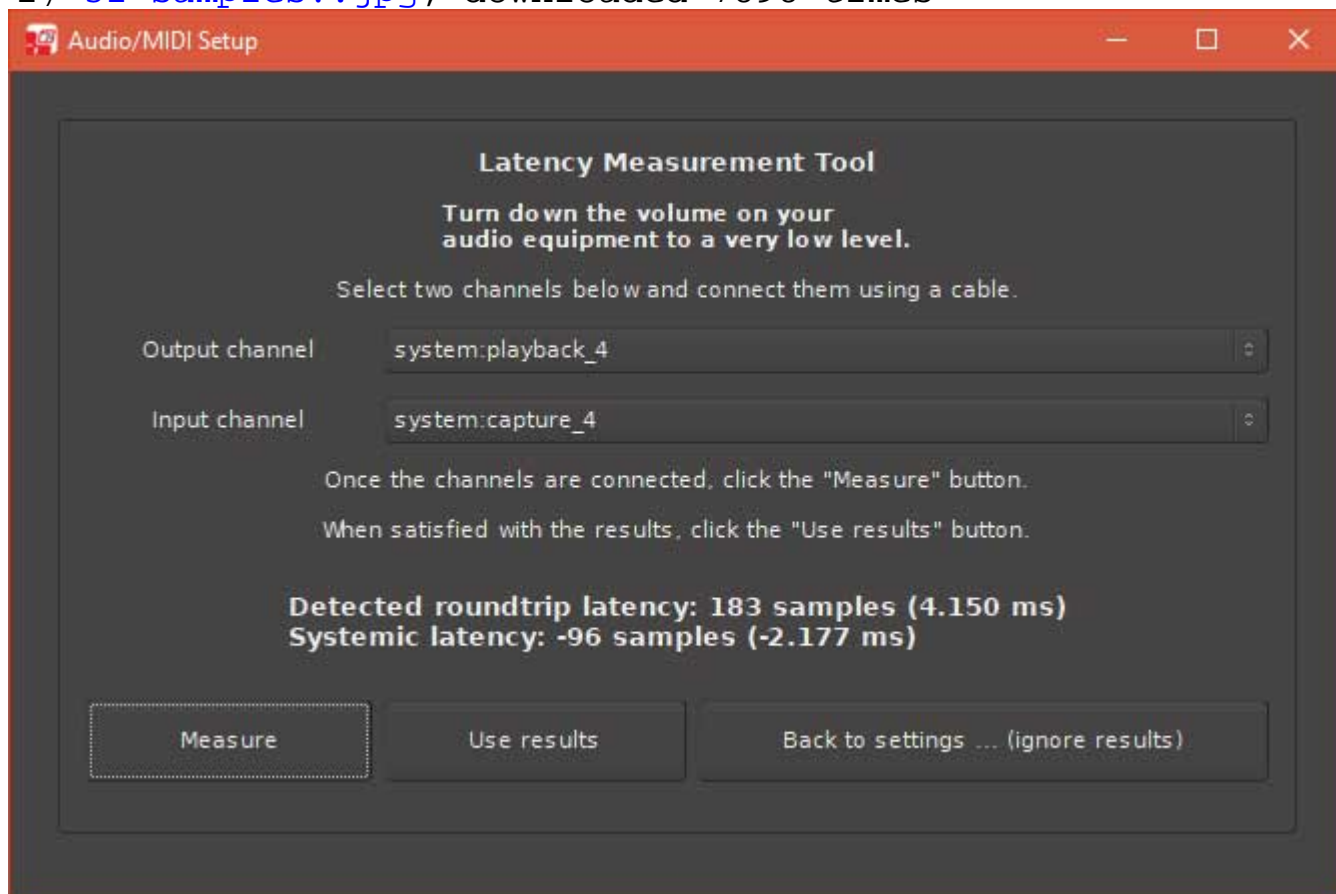 Audio/MIDI Setup
Latency Measurement Tool
Turn down the volume on your
audio equipment to a very low level.
Select two channels below and connect them using a cable.
Output channel system:playback_4
Input channel system:capture_4
Once the channels are connected, click the "Measure" button.
When satisfied with the results, click the "Use results" button.
Detected roundtrip latency: 183 samples (4.150 ms)
Systemic latency: -96 samples (-2.177 ms)
Measure Use results Back to settings ... (ignore results)